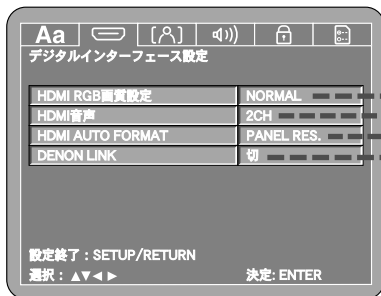 Aa
デジタルインターフェース設定
HDMI RGB画質設定 NORMAL
HDMI音声 2CH
HDMI AUTO FORMAT PANEL RES.
DENON LINK 切
設定終了：SETUP/RETURN
選択：▲▼◄ ► 決定: ENTER